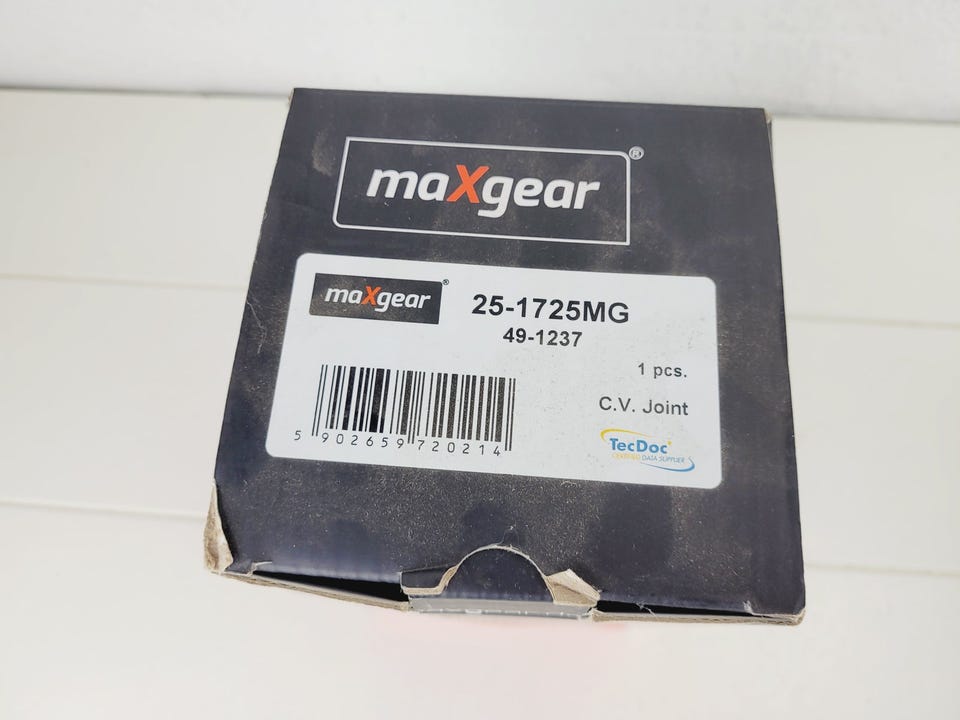 maXgear®
maXgear®
25-1725MG
49-1237
1 pcs.
C.V. Joint
5 902659 720214
TecDoc
CERTIFIED DATA SUPPLIER